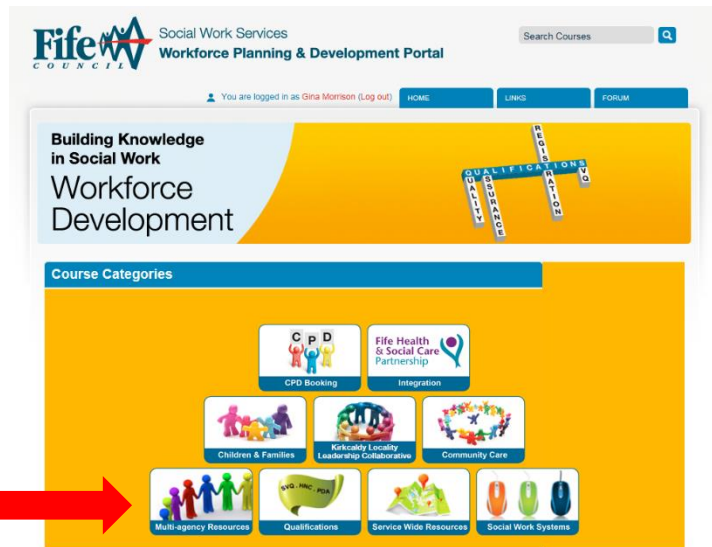 Fife
COUNCIL
Social Work Services
Workforce Planning & Development Portal
Search Courses
You are logged in as Gina Morrison (Log out)
HOME
LINKS
FORUM
Building Knowledge
in Social Work
Workforce
Development
QUALIFICATIONS
REGISTRATION
QUALITY
ASSURANCE
SVQ
Course Categories
CPD
CPD Booking
Fife Health
& Social Care
Partnership
Integration
Children & Families
Kirkcaldy Locality
Leadership Collaborative
Community Care
Multi-agency Resources
SVQ . HNC . PDA
Qualifications
Service Wide Resources
Social Work Systems